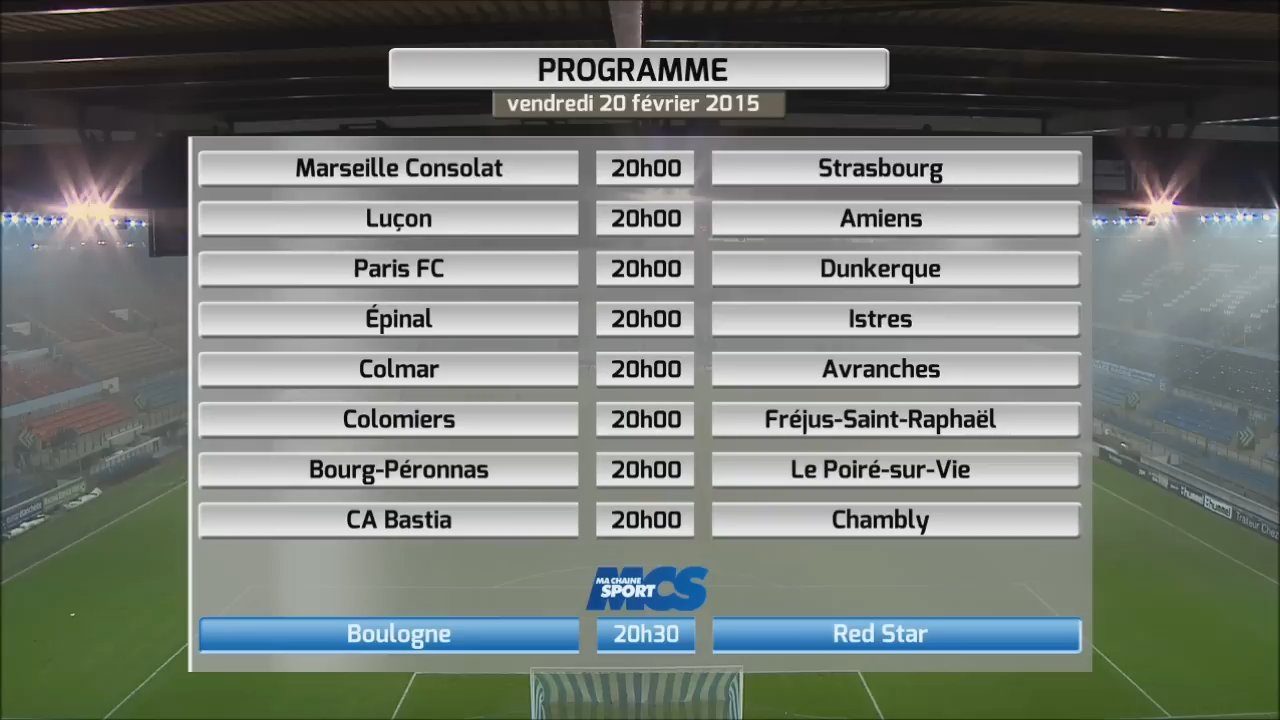 PROGRAMME
vendredi 20 février 2015
Marseille Consolat 20h00 Strasbourg
Luçon 20h00 Amiens
Paris FC 20h00 Dunkerque
Épinal 20h00 Istres
Colmar 20h00 Avranches
Colomiers 20h00 Fréjus-Saint-Raphaël
Bourg-Péronnas 20h00 Le Poiré-sur-Vie
CA Bastia 20h00 Chambly
MA CHAINE SPORT MCS
Boulogne 20h30 Red Star